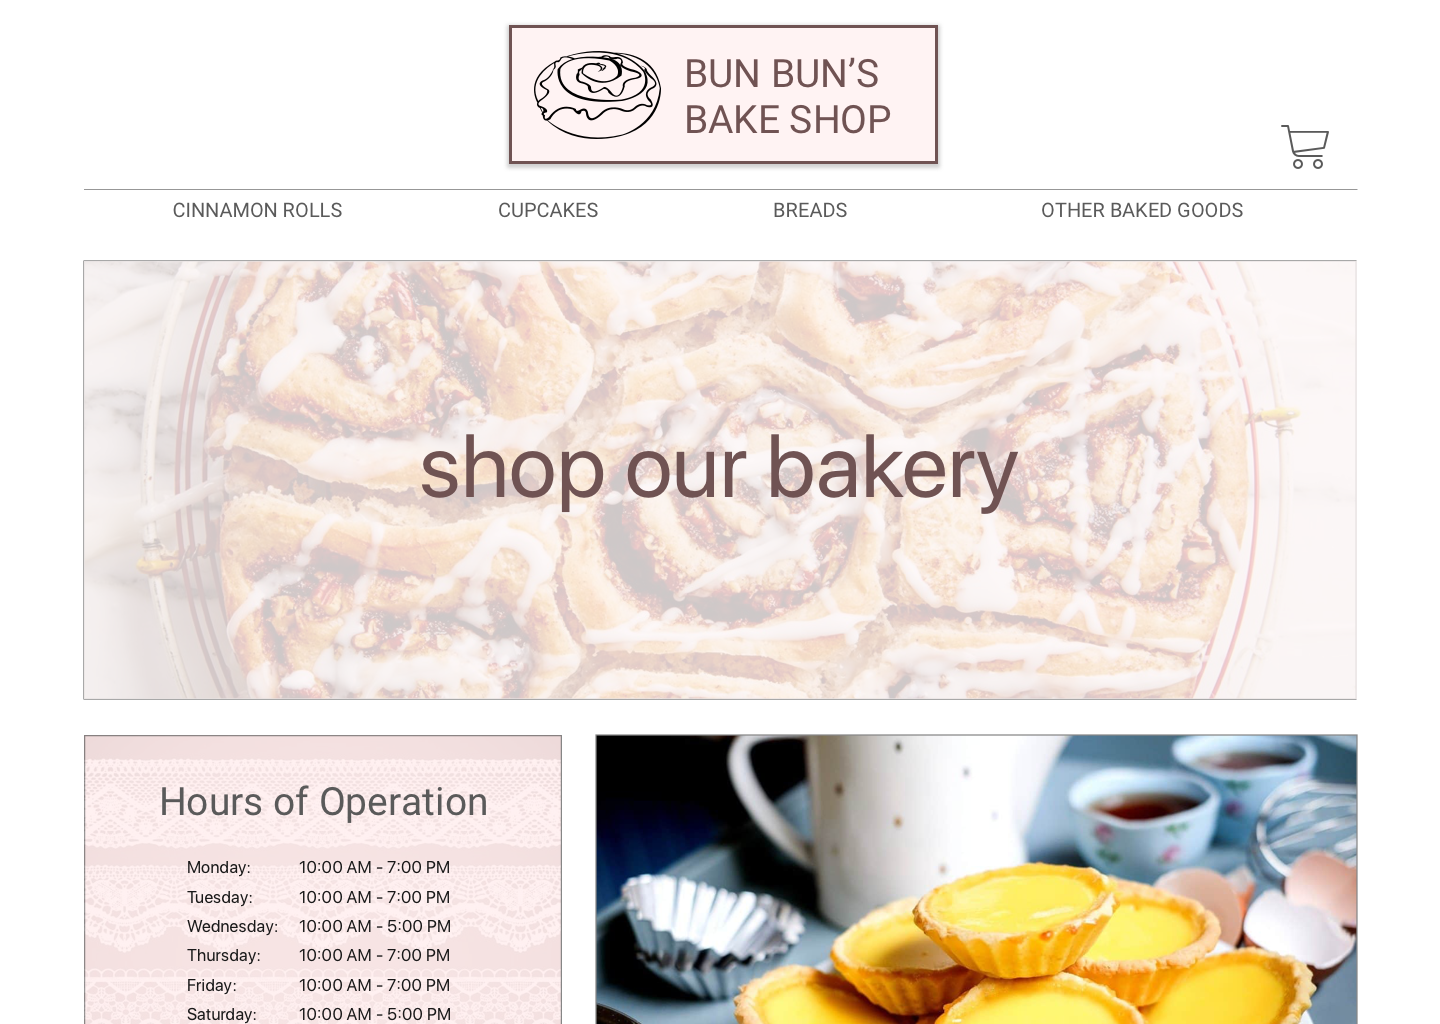 BUN BUN’S
BAKE SHOP
CINNAMON ROLLS CUPCAKES BREADS OTHER BAKED GOODS
shop our bakery
Hours of Operation
Monday: 10:00 AM - 7:00 PM
Tuesday: 10:00 AM - 7:00 PM
Wednesday: 10:00 AM - 5:00 PM
Thursday: 10:00 AM - 7:00 PM
Friday: 10:00 AM - 7:00 PM
Saturday: 10:00 AM - 5:00 PM